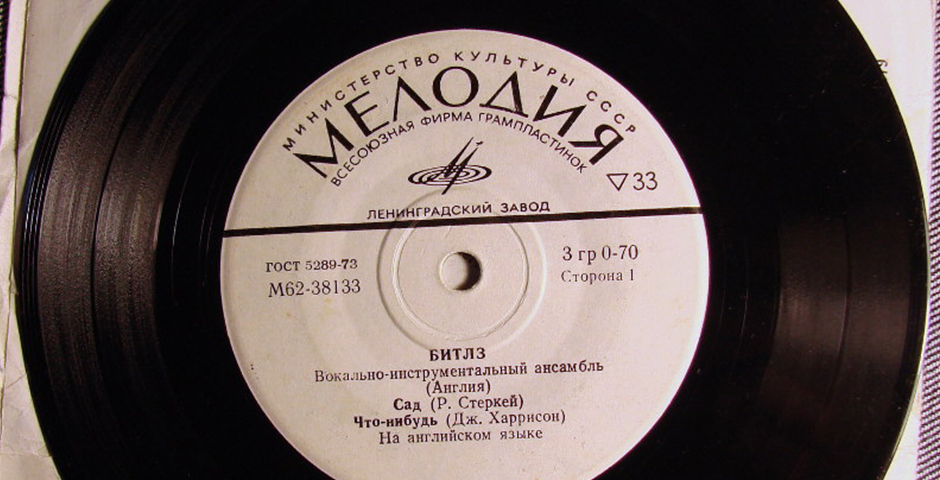 МИНИСТЕРСТВО КУЛЬТУРЫ СССР
МЕЛОДИЯ
ВСЕСОЮЗНАЯ ФИРМА ГРАМПЛАСТИНОК
▽33
ЛЕНИНГРАДСКИЙ ЗАВОД
ГОСТ 5289-73
М62-38133
3 гр 0-70
Сторона 1
БИТЛЗ
Вокально-инструментальный ансамбль
(Англия)
Сад (Р. Стеркей)
Что-нибудь (Дж. Харрисон)
На английском языке